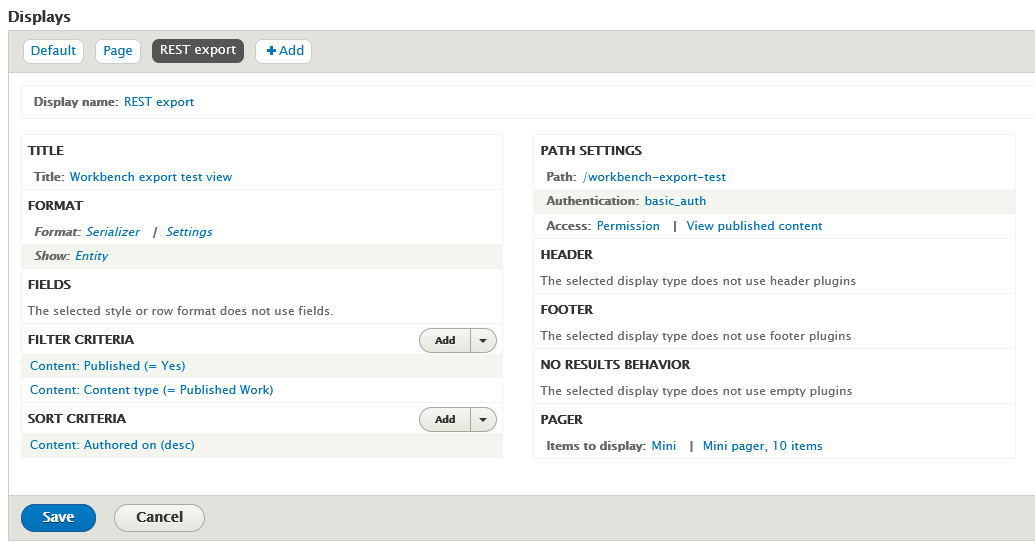 Displays
Default Page REST export + Add
Display name: REST export
TITLE
Title: Workbench export test view
FORMAT
Format: Serializer | Settings
Show: Entity
FIELDS
The selected style or row format does not use fields.
FILTER CRITERIA Add
Content: Published (= Yes)
Content: Content type (= Published Work)
SORT CRITERIA Add
Content: Authored on (desc)
PATH SETTINGS
Path: /workbench-export-test
Authentication: basic_auth
Access: Permission | View published content
HEADER
The selected display type does not use header plugins
FOOTER
The selected display type does not use footer plugins
NO RESULTS BEHAVIOR
The selected display type does not use empty plugins
PAGER
Items to display: Mini | Mini pager, 10 items
Save Cancel